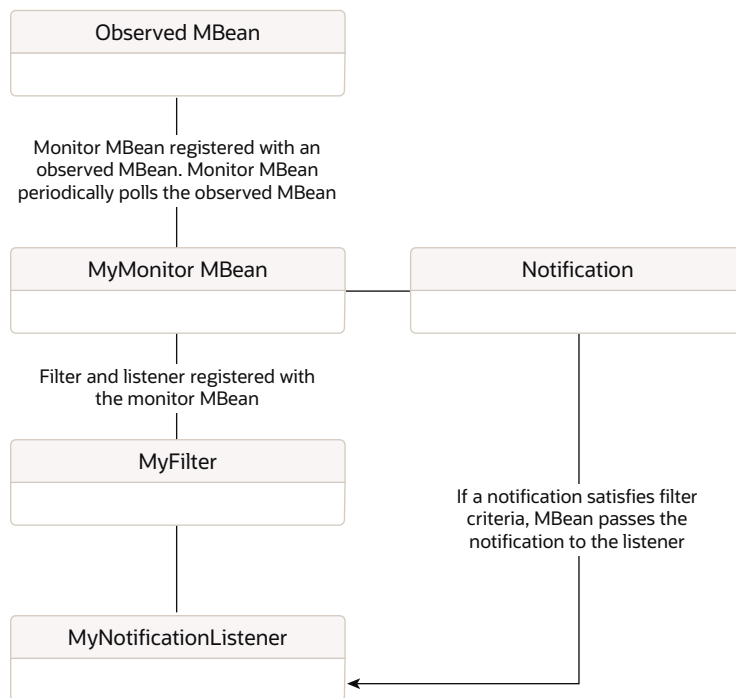 Observed MBean
Monitor MBean registered with an
observed MBean. Monitor MBean
periodically polls the observed MBean
MyMonitor MBean
Notification
Filter and listener registered with
the monitor MBean
MyFilter
If a notification satisfies filter
criteria, MBean passes the
notification to the listener
MyNotificationListener